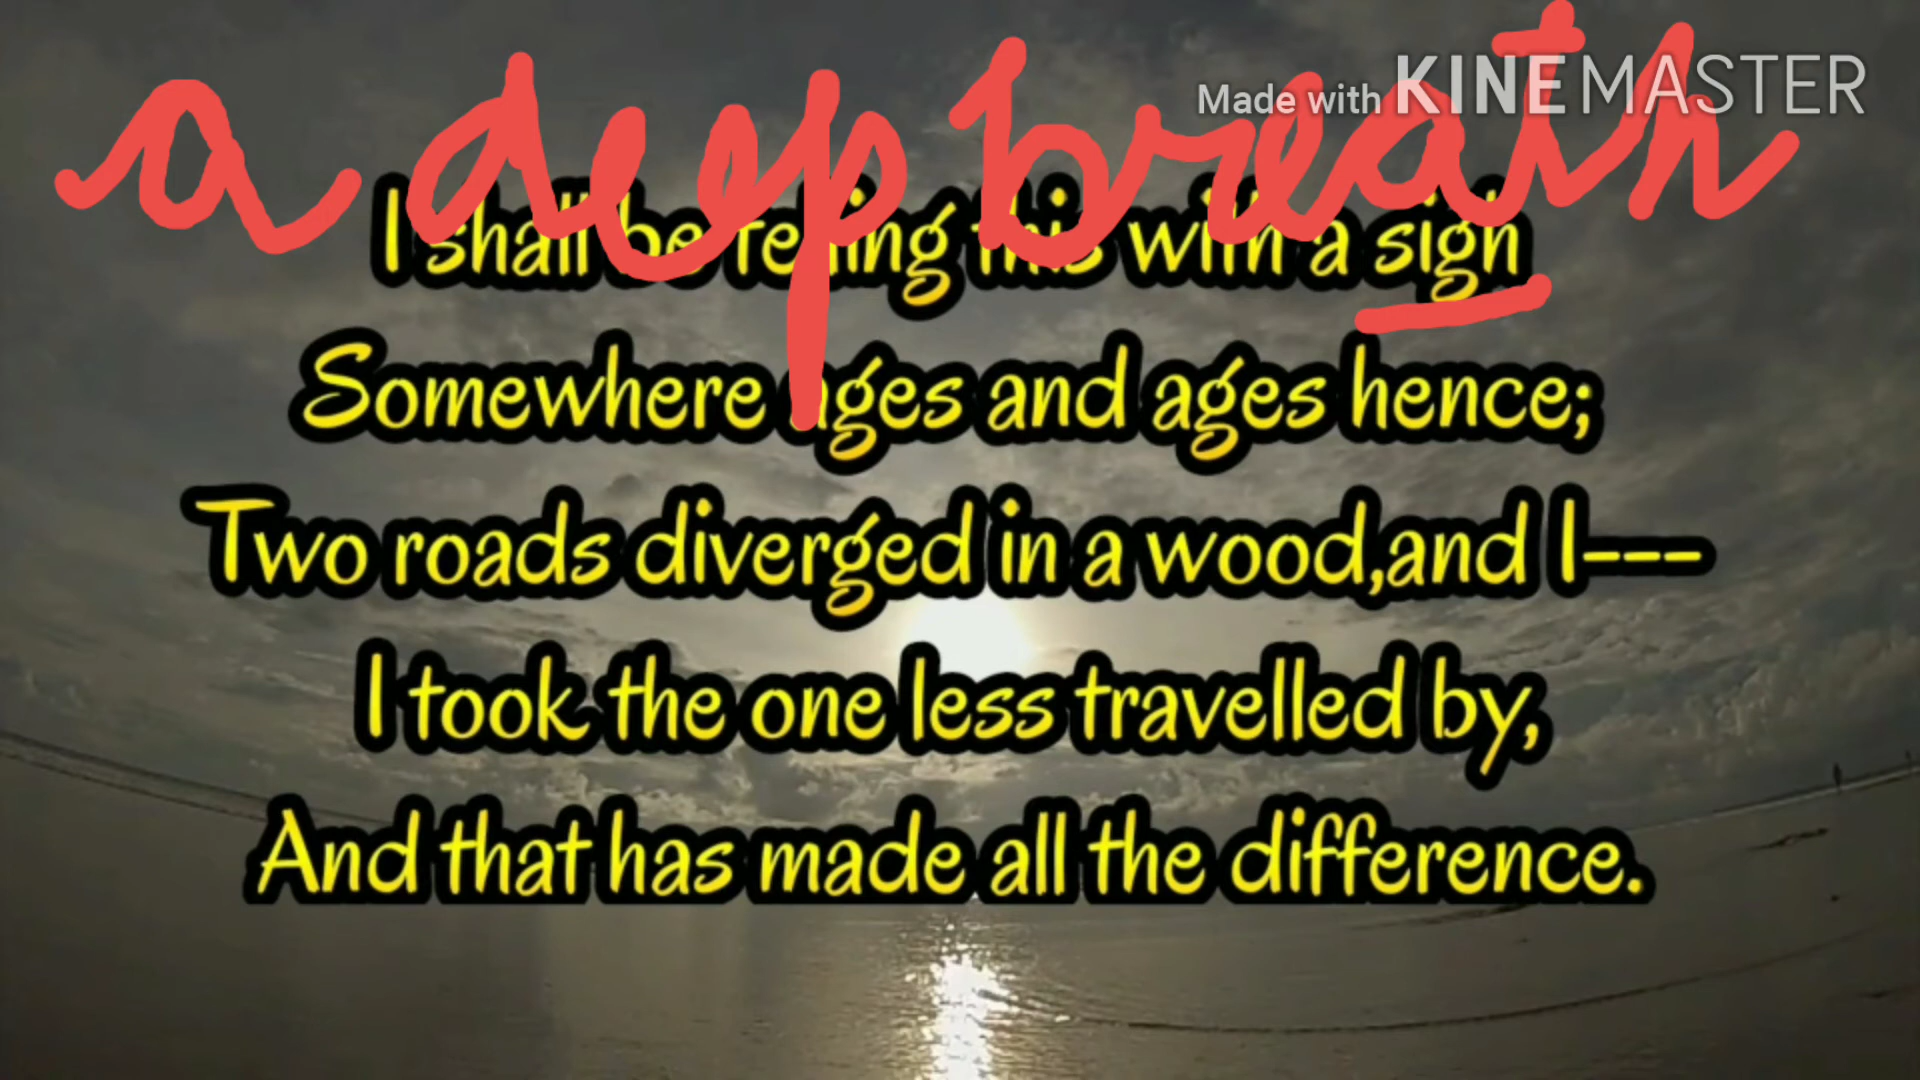 a deep breath
Made with KINEMASTER
I shall be telling this with a sigh
Somewhere ages and ages hence;
Two roads diverged in a wood,and I---
I took the one less travelled by,
And that has made all the difference.